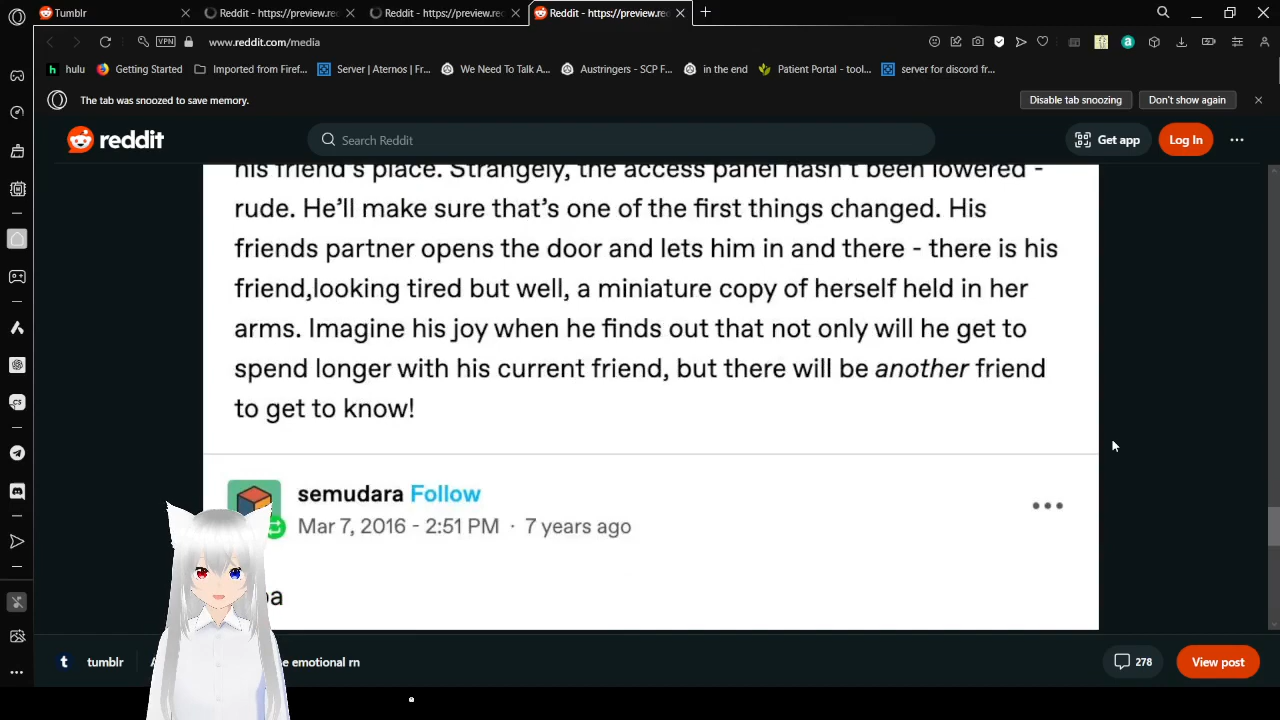 Tumblr
Reddit - https://preview.re
Reddit - https://preview.re
Reddit - https://preview.re
VPN
www.reddit.com/media
hulu
Getting Started
Imported from Firef...
Server | Aternos | Fr...
We Need To Talk A...
Austringers - SCP F...
in the end
Patient Portal - tool...
server for discord fr...
The tab was snoozed to save memory.
Disable tab snoozing
Don't show again
reddit
Search Reddit
Get app
Log In
his friend's place. Strangely, the access panel hasn't been lowered -
rude. He'll make sure that's one of the first things changed. His
friends partner opens the door and lets him in and there - there is his
friend,looking tired but well, a miniature copy of herself held in her
arms. Imagine his joy when he finds out that not only will he get to
spend longer with his current friend, but there will be another friend
to get to know!
semudara Follow
Mar 7, 2016 - 2:51 PM · 7 years ago
tumblr
emotional rn
278
View post